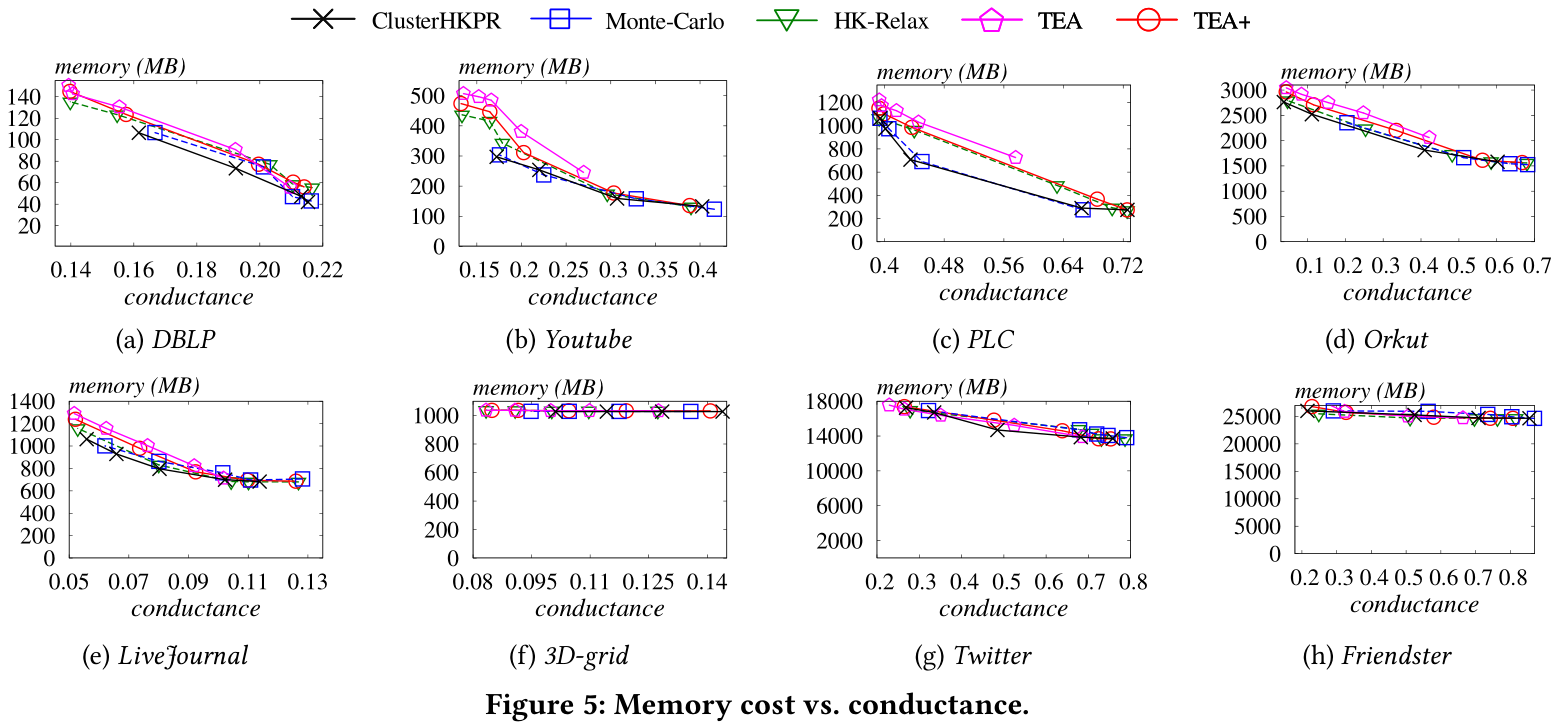 ClusterHKPR Monte-Carlo HK-Relax TEA TEA+
memory (MB)
140
120
100
80
60
40
20
0.14 0.16 0.18 0.20 0.22
conductance
(a) DBLP
memory (MB)
500
400
300
200
100
0
0.15 0.2 0.25 0.3 0.4
conductance
(b) Youtube
memory (MB)
1200
1000
800
600
400
200
0
0.4 0.48 0.56 0.64 0.72
conductance
(c) PLC
memory (MB)
3000
2500
2000
1500
1000
500
0
0.1 0.2 0.3 0.4 0.5 0.6 0.7
conductance
(d) Orkut
memory (MB)
1400
1200
1000
800
600
400
200
0
0.05 0.07 0.09 0.11 0.13
conductance
(e) LiveJournal
memory (MB)
1000
800
600
400
200
0
0.08 0.095 0.11 0.125 0.14
conductance
(f) 3D-grid
memory (MB)
18000
14000
10000
6000
2000
0.2 0.3 0.4 0.5 0.6 0.7 0.8
conductance
(g) Twitter
memory (MB)
25000
20000
15000
10000
5000
0
0.2 0.3 0.5 0.6 0.7 0.8
conductance
(h) Friendster
Figure 5: Memory cost vs. conductance.